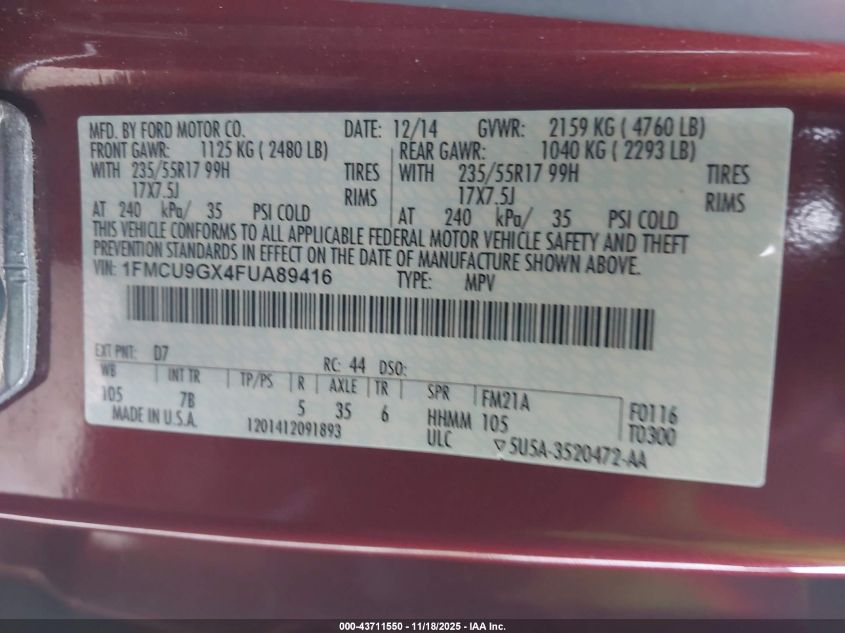 MFD. BY FORD MOTOR CO. DATE: 12/14 GVWR: 2159 KG ( 4760 LB)
FRONT GAWR: 1125 KG ( 2480 LB) REAR GAWR: 1040 KG ( 2293 LB)
WITH 235/55R17 99H TIRES WITH 235/55R17 99H TIRES
17X7.5J RIMS 17X7.5J RIMS
AT 240 kPa/ 35 PSI COLD AT 240 kPa/ 35 PSI COLD
THIS VEHICLE CONFORMS TO ALL APPLICABLE FEDERAL MOTOR VEHICLE SAFETY AND THEFT
PREVENTION STANDARDS IN EFFECT ON THE DATE OF MANUFACTURE SHOWN ABOVE.
VIN: 1FMCU9GX4FUA89416 TYPE: MPV
EXT PNT: D7 RC: 44 DSO:
WB INT TR TP/PS R AXLE TR SPR FM21A F0116
105 7B 5 35 6 HHMM 105 T0300
MADE IN U.S.A. 1201412091893 ULC ▽5U5A-3520472-AA
000-43711550 - 11/18/2025 - IAA Inc.